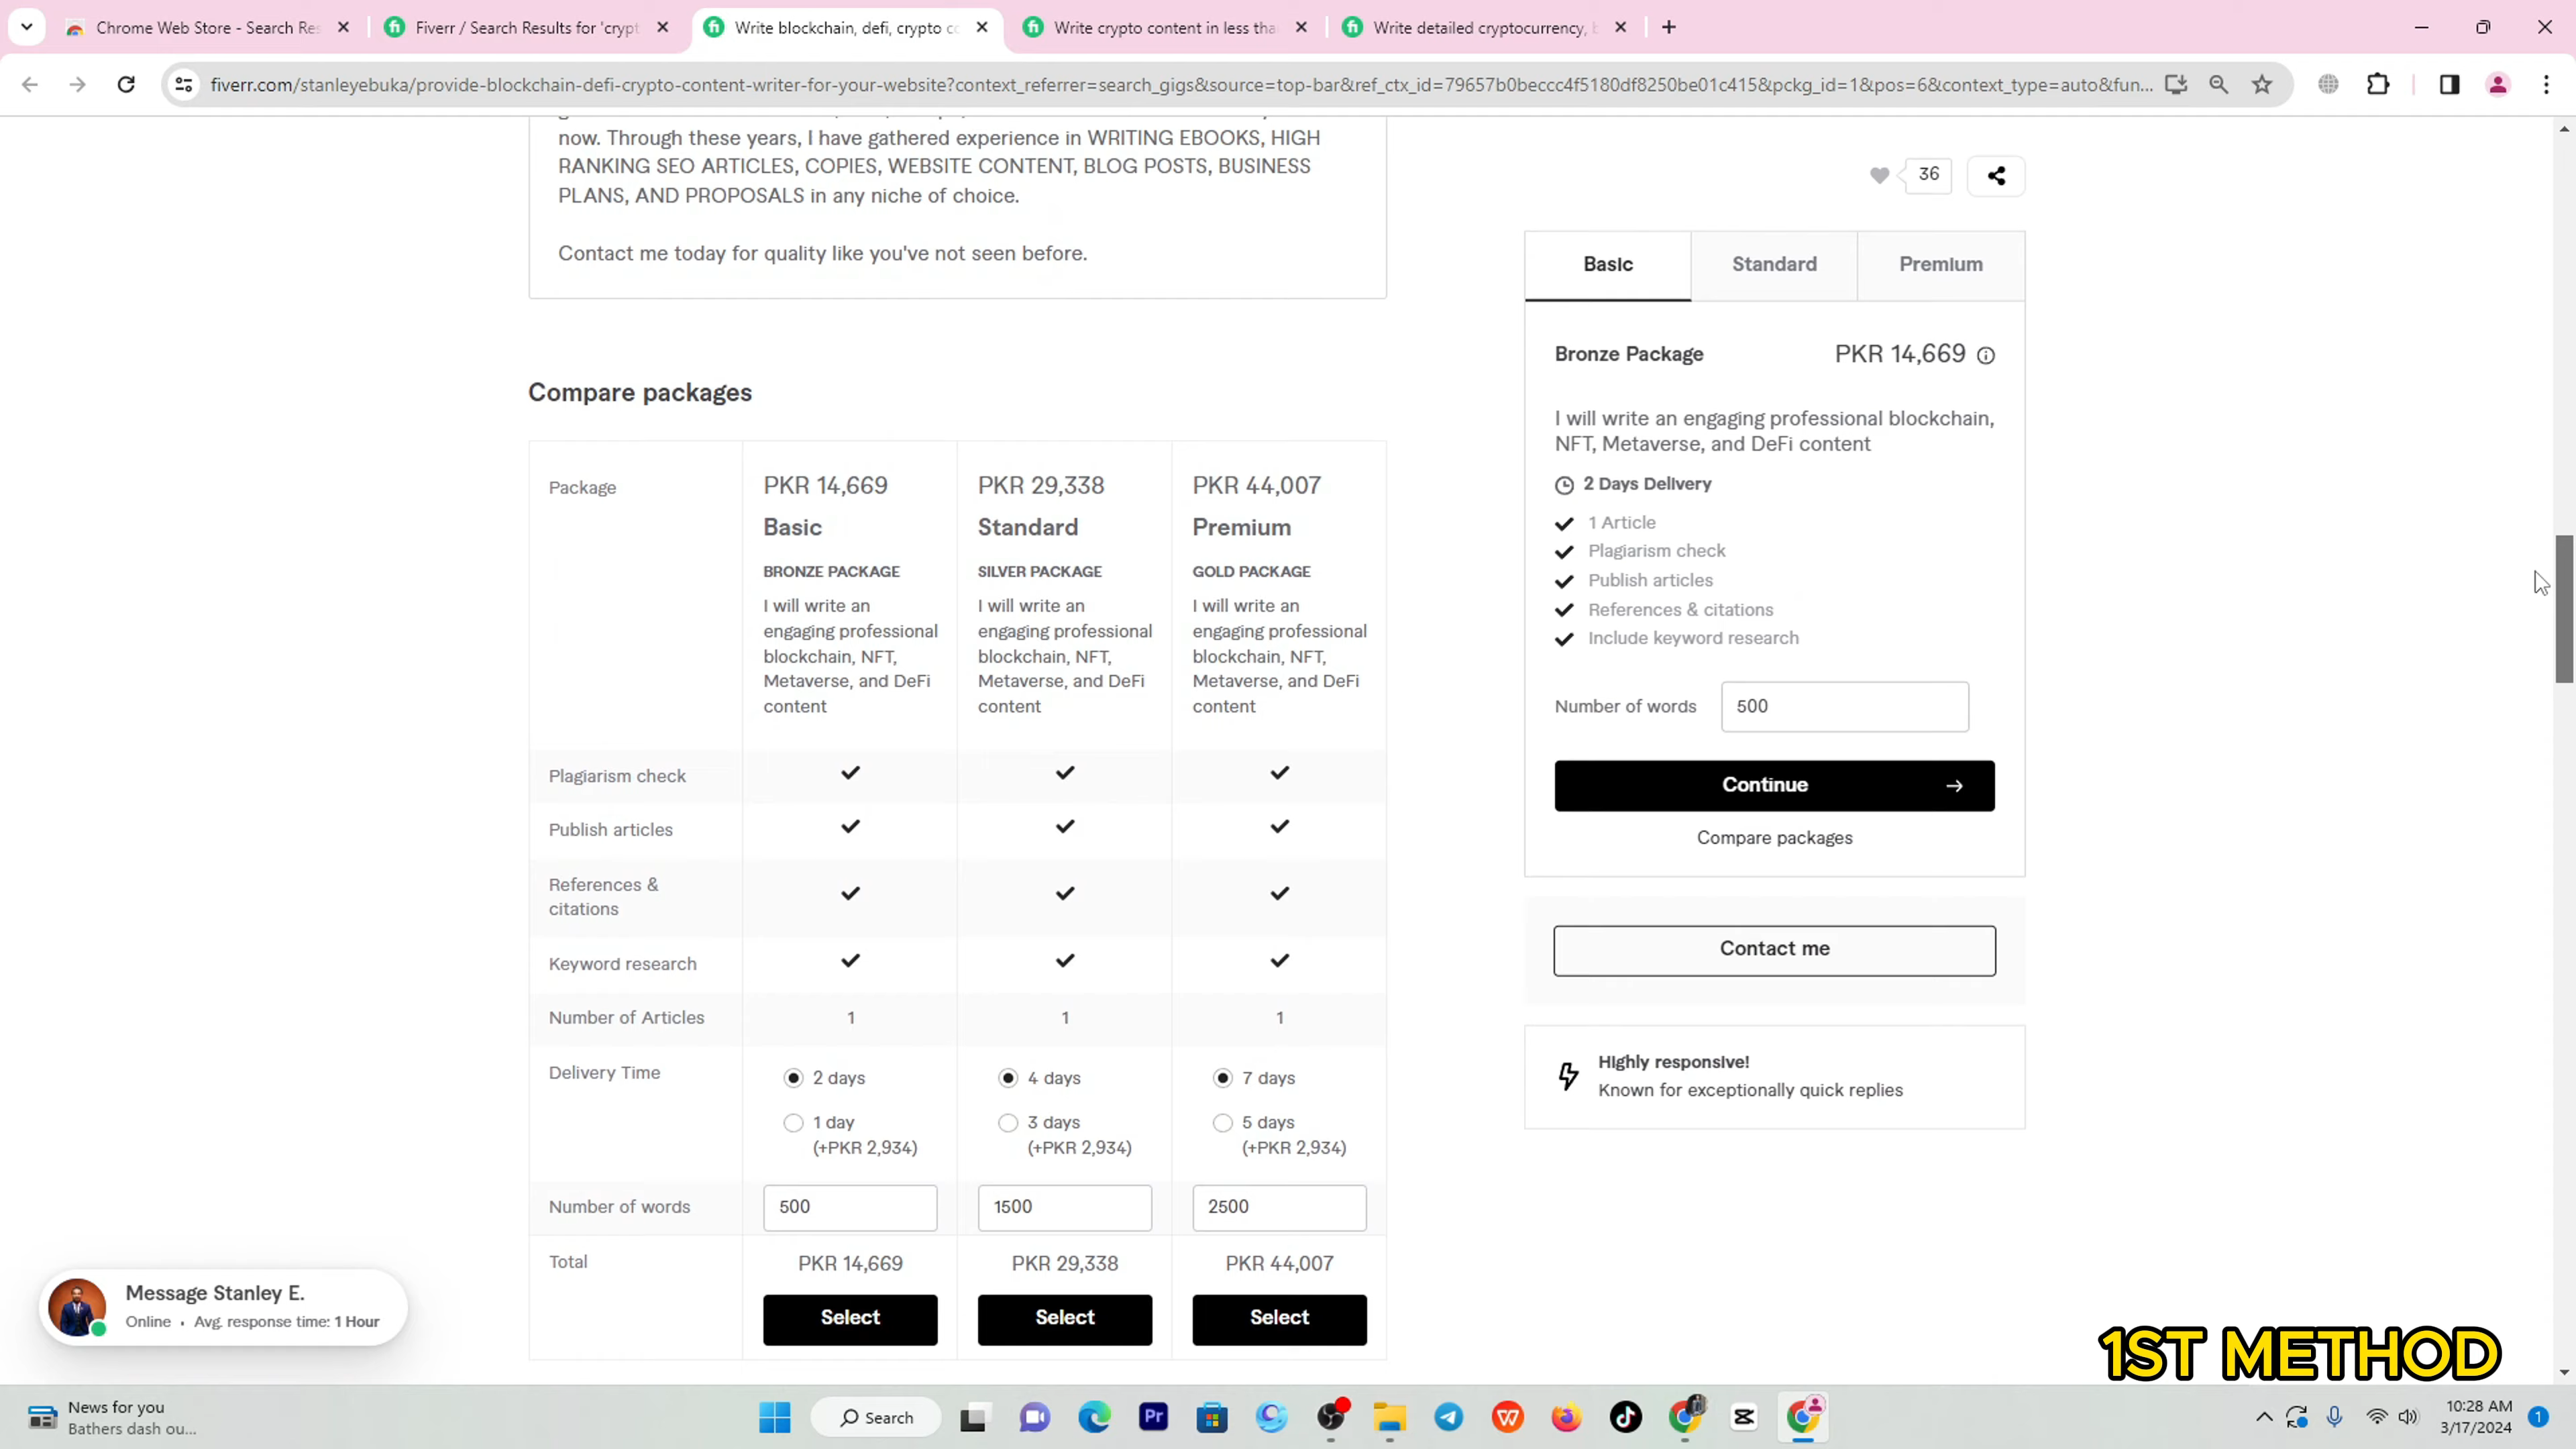 Chrome Web Store - Search Res
Fiverr / Search Results for 'crypt
Write blockchain, defi, crypto co
Write crypto content in less tha
Write detailed cryptocurrency, b
fiverr.com/stanleyebuka/provide-blockchain-defi-crypto-content-writer-for-your-website?context_referrer=search_gigs&source=top-bar&ref_ctx_id=79657b0beccc4f5180df8250be01c415&pckg_id=1&pos=6&context_type=auto&fun...
now. Through these years, I have gathered experience in WRITING EBOOKS, HIGH
RANKING SEO ARTICLES, COPIES, WEBSITE CONTENT, BLOG POSTS, BUSINESS
PLANS, AND PROPOSALS in any niche of choice.
Contact me today for quality like you've not seen before.
36
Basic Standard Premium
Bronze Package PKR 14,669
I will write an engaging professional blockchain,
NFT, Metaverse, and DeFi content
2 Days Delivery
1 Article
Plagiarism check
Publish articles
References & citations
Include keyword research
Number of words 500
Continue
Compare packages
Contact me
Highly responsive!
Known for exceptionally quick replies
Compare packages
Package PKR 14,669 PKR 29,338 PKR 44,007
Basic Standard Premium
BRONZE PACKAGE SILVER PACKAGE GOLD PACKAGE
I will write an I will write an I will write an
engaging professional engaging professional engaging professional
blockchain, NFT, blockchain, NFT, blockchain, NFT,
Metaverse, and DeFi Metaverse, and DeFi Metaverse, and DeFi
content content content
Plagiarism check
Publish articles
References &
citations
Keyword research
Number of Articles 1 1 1
Delivery Time 2 days 4 days 7 days
1 day 3 days 5 days
(+PKR 2,934) (+PKR 2,934) (+PKR 2,934)
Number of words 500 1500 2500
Total PKR 14,669 PKR 29,338 PKR 44,007
Select Select Select
Message Stanley E.
Online • Avg. response time: 1 Hour
1ST METHOD
News for you
Bathers dash ou...
Search
Pr
10:28 AM
3/17/2024
1